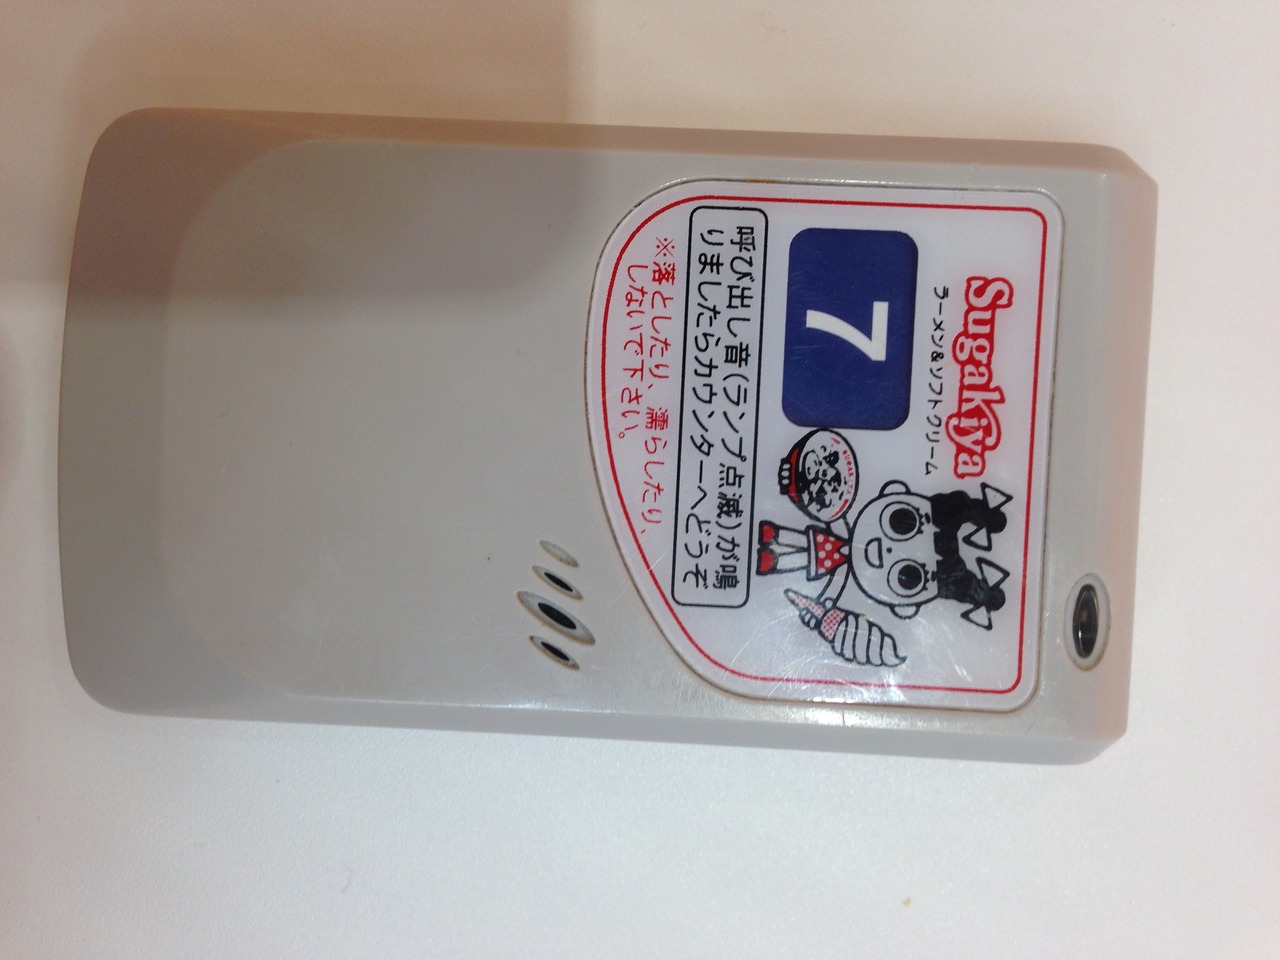 Sugakiya
ラーメン&ソフトクリーム
7
呼び出し音(ランプ点滅)が鳴
りましたらカウンターへどうぞ
※落としたり、濡らしたり、
しないで下さい。